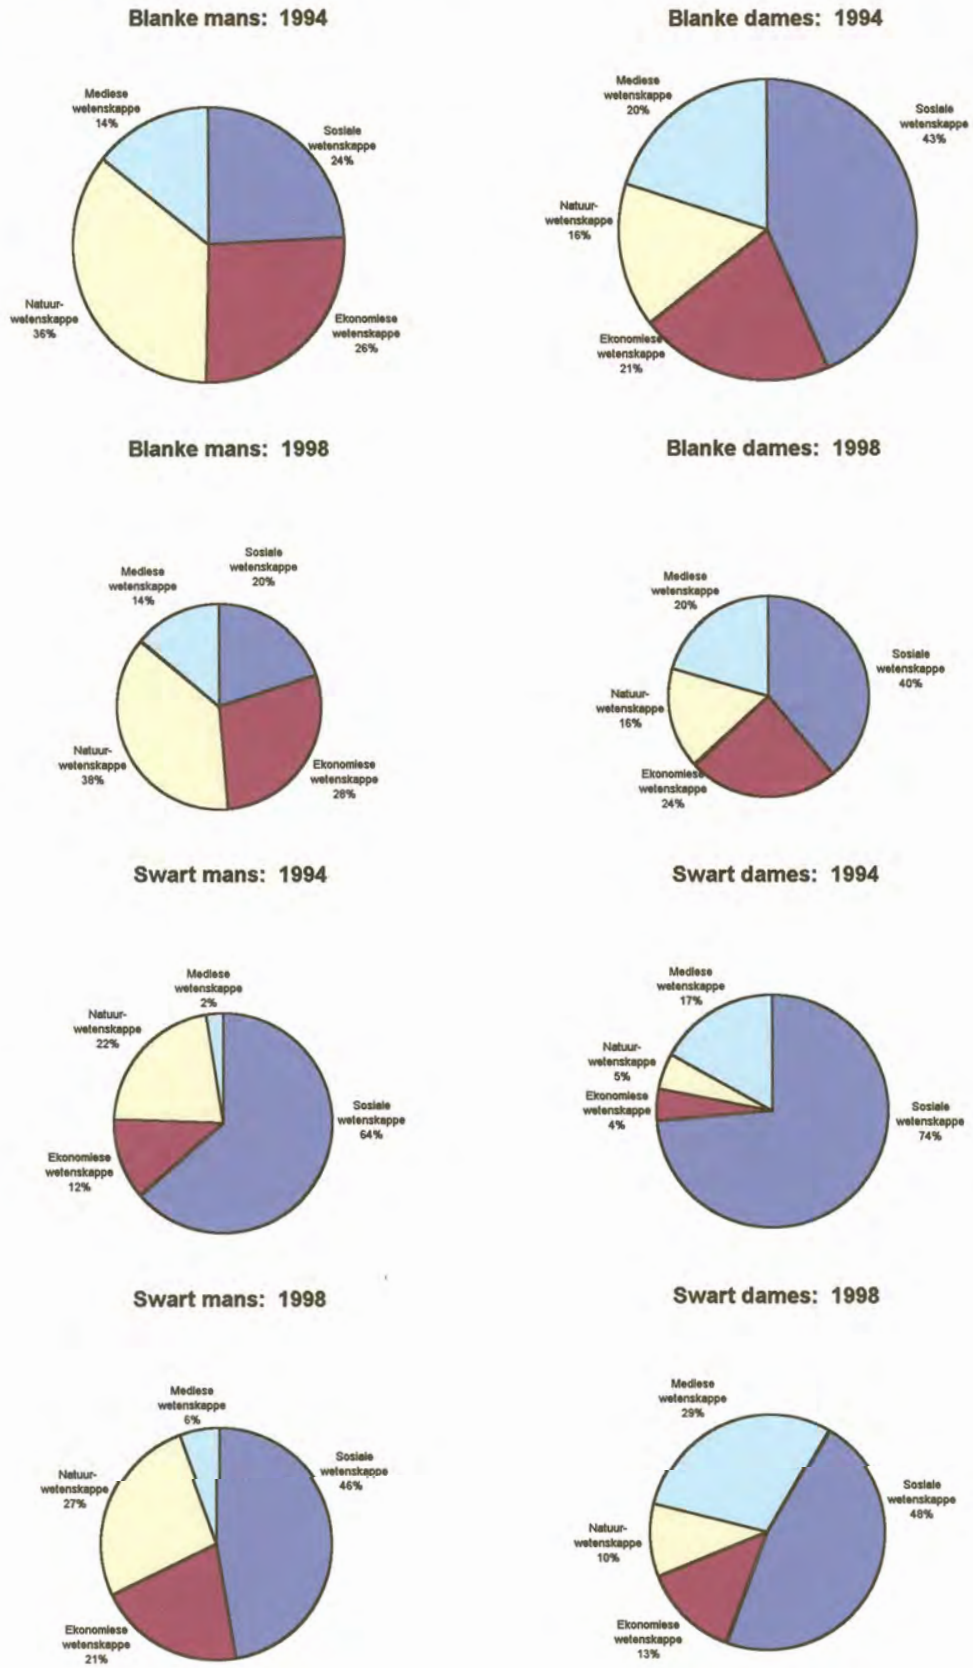 Blanke mans: 1994
Mediese
wetenskappe
14%
Sosiale
wetenskappe
24%
Natuur-
wetenskappe
36%
Ekonomiese
wetenskappe
26%
Blanke dames: 1994
Mediese
wetenskappe
20%
Sosiale
wetenskappe
43%
Natuur-
wetenskappe
16%
Ekonomiese
wetenskappe
21%
Blanke mans: 1998
Mediese
wetenskappe
14%
Sosiale
wetenskappe
20%
Natuur-
wetenskappe
38%
Ekonomiese
wetenskappe
28%
Blanke dames: 1998
Mediese
wetenskappe
20%
Sosiale
wetenskappe
40%
Natuur-
wetenskappe
16%
Ekonomiese
wetenskappe
24%
Swart mans: 1994
Mediese
wetenskappe
2%
Natuur-
wetenskappe
22%
Sosiale
wetenskappe
64%
Ekonomiese
wetenskappe
12%
Swart dames: 1994
Mediese
wetenskappe
17%
Natuur-
wetenskappe
5%
Ekonomiese
wetenskappe
4%
Sosiale
wetenskappe
74%
Swart mans: 1998
Mediese
wetenskappe
6%
Sosiale
wetenskappe
46%
Natuur-
wetenskappe
27%
Ekonomiese
wetenskappe
21%
Swart dames: 1998
Mediese
wetenskappe
29%
Sosiale
wetenskappe
48%
Natuur-
wetenskappe
10%
Ekonomiese
wetenskappe
13%